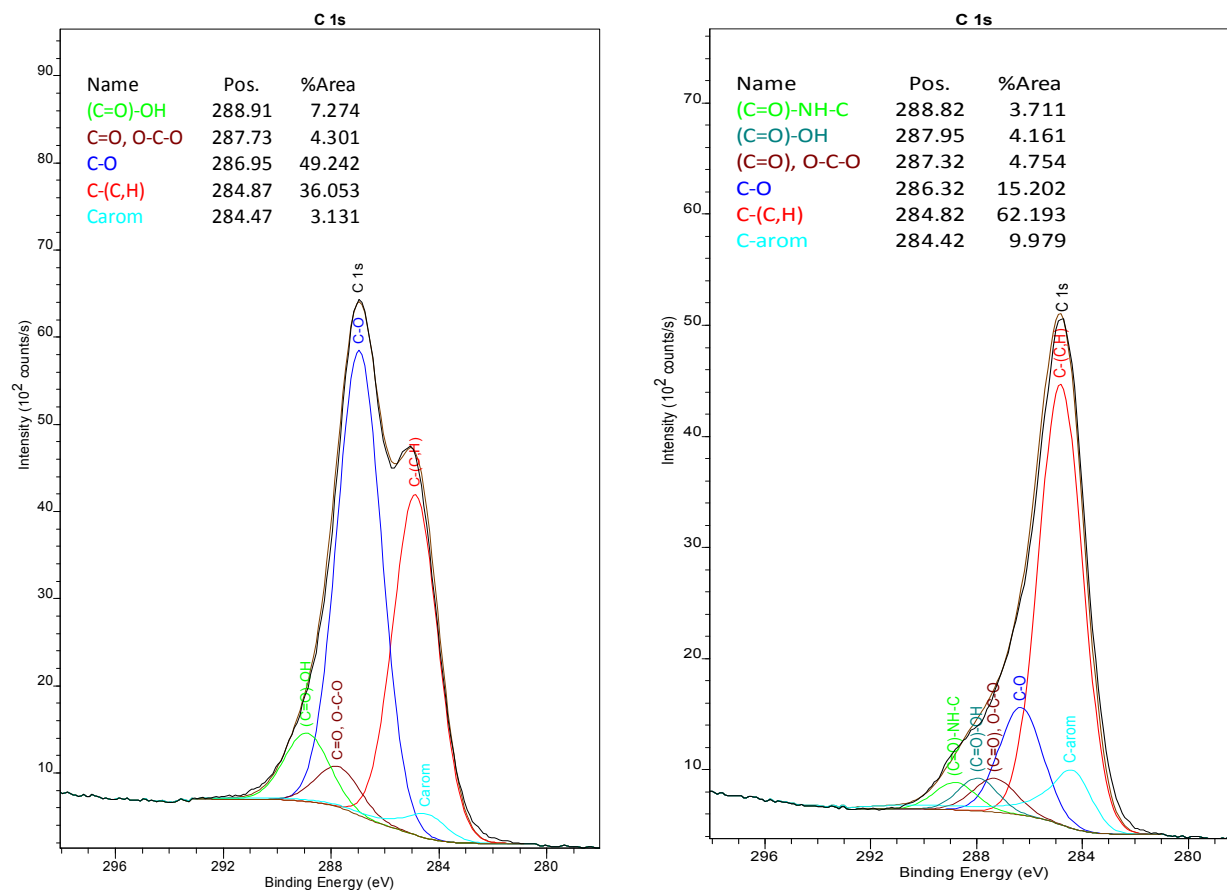 C 1s
Name Pos. %Area
(C=O)-OH 288.91 7.274
C=O, O-C-O 287.73 4.301
C-O 286.95 49.242
C-(C,H) 284.87 36.053
Carom 284.47 3.131
90
80
70
60
50
40
30
20
10
Intensity (10² counts/s)
C 1s
C-O
C-(C,H)
(C=O)-OH
C=O, O-C-O
Carom
296 292 288 284 280
Binding Energy (eV)
C 1s
Name Pos. %Area
(C=O)-NH-C 288.82 3.711
(C=O)-OH 287.95 4.161
(C=O), O-C-O 287.32 4.754
C-O 286.32 15.202
C-(C,H) 284.82 62.193
C-arom 284.42 9.979
70
60
50
40
30
20
10
Intensity (10² counts/s)
C 1s
C-(C,H)
(C=O)-NH-C
(C=O)-OH
(C=O), O-C-O
C-O
C-arom
296 292 288 284 280
Binding Energy (eV)